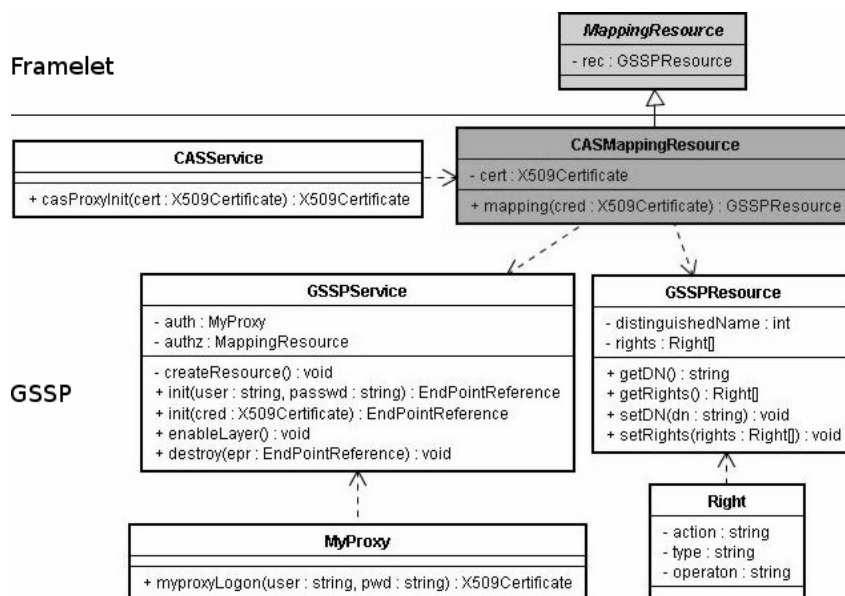 MappingResource
- rec : GSSPResource
Framelet
CASService
+ casProxyInit(cert : X509Certificate) : X509Certificate
CASMappingResource
- cert : X509Certificate
+ mapping(cred : X509Certificate) : GSSPResource
GSSPService
- auth : MyProxy
- authz : MappingResource
- createResource() : void
+ init(user : string, passwd : string) : EndPointReference
+ init(cred : X509Certificate) : EndPointReference
+ enableLayer() : void
+ destroy(epr : EndPointReference) : void
GSSPResource
- distinguishedName : int
- rights : Right[]
+ getDN() : string
+ getRights() : Right[]
+ setDN(dn : string) : void
+ setRights(rights : Right[]) : void
GSSP
MyProxy
+ myproxyLogon(user : string, pwd : string) : X509Certificate
Right
- action : string
- type : string
- operaton : string